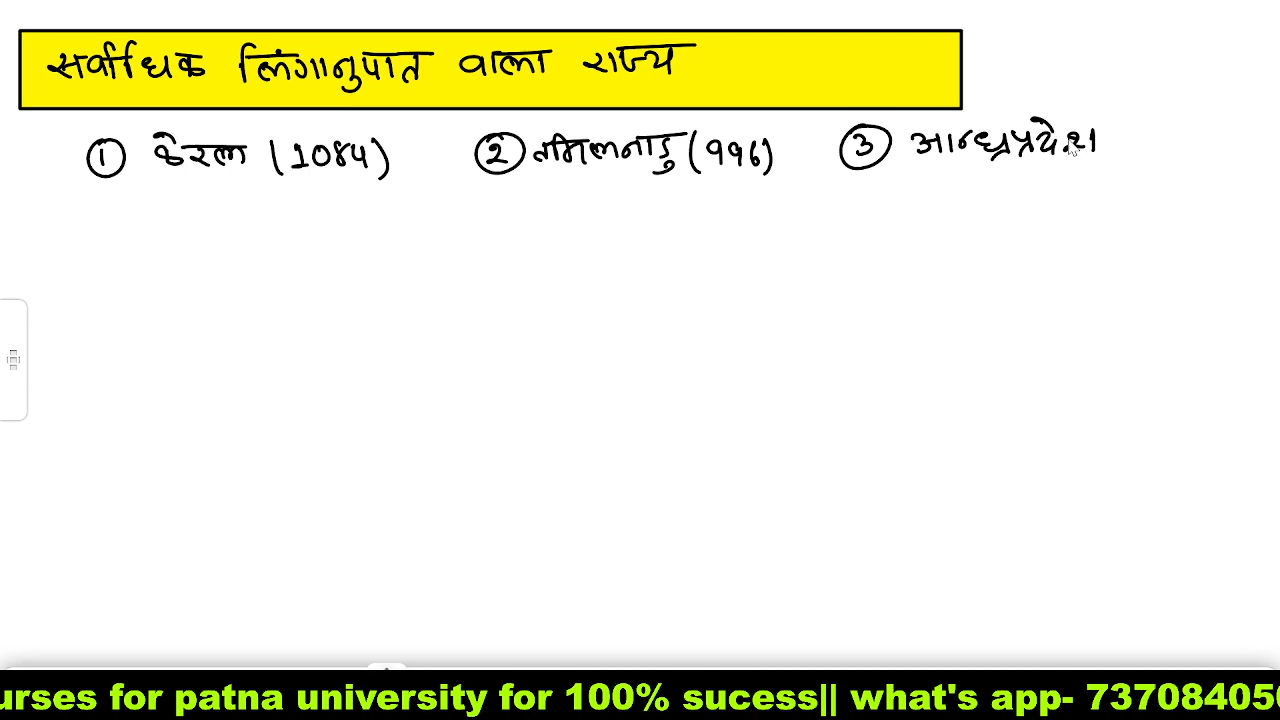 सर्वाधिक लिंगानुपात वाला राज्य
① केरला (1084) ② तमिलनाडु (996) ③ आन्ध्रप्रदेश
urses for patna university for 100% sucess|| what's app- 737084050